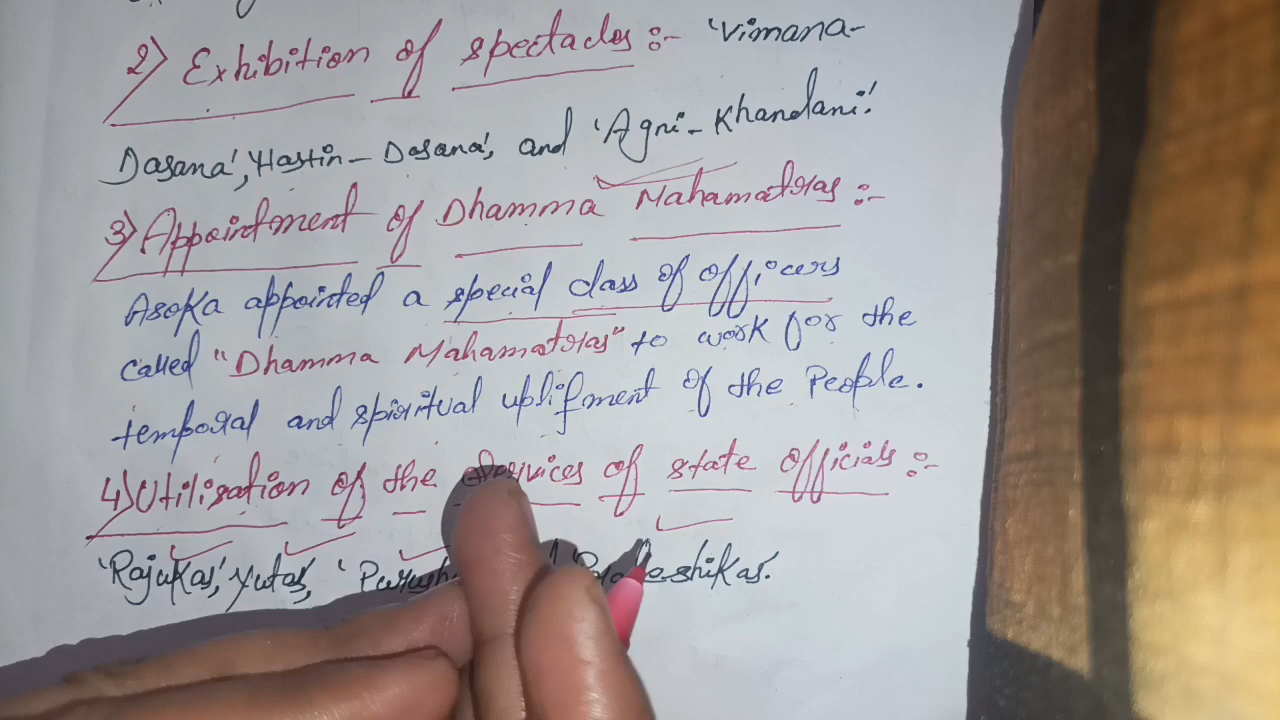 2) Exhibition of spectacles :- 'Vimana-
Dasana', 'Hastin-Dasana', and 'Agni-Khandani'.
3) Appointment of Dhamma Mahamatras :-
Asoka appointed a special class of officers
called "Dhamma Mahamatras" to work for the
temporal and spiritual upliftment of the People.
4) Utilisation of the services of state officials :-
'Rajukas', Yutas, '